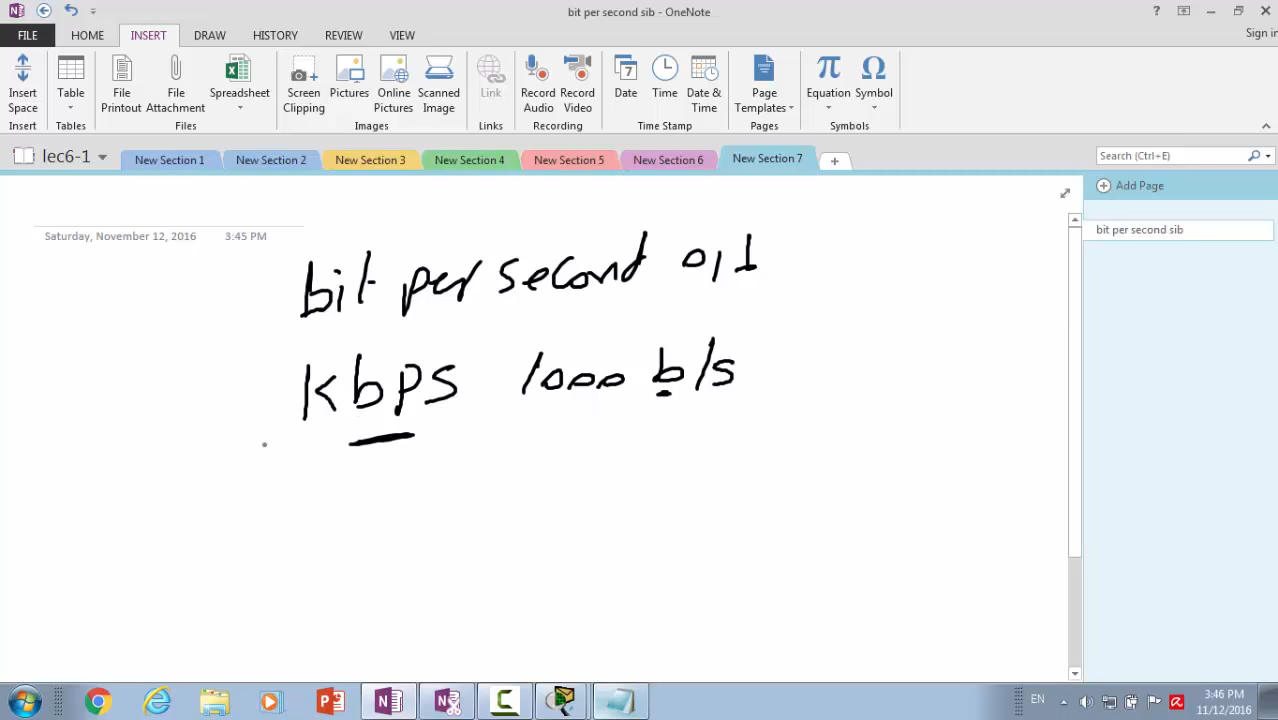 bit per second sib - OneNote
?
FILE HOME INSERT DRAW HISTORY REVIEW VIEW
Sign in
Insert Space Table File Printout File Attachment Spreadsheet Screen Clipping Pictures Online Pictures Scanned Image Link Record Audio Record Video Date Time Date & Time Page Templates Equation Symbol
Insert Tables Files Images Links Recording Time Stamp Pages Symbols
lec6-1 New Section 1 New Section 2 New Section 3 New Section 4 New Section 5 New Section 6 New Section 7
Search (Ctrl+E)
Add Page
bit per second sib
Saturday, November 12, 2016 3:45 PM
bit per second 0,1
Kbps 1000 b/s
EN
3:46 PM
11/12/2016